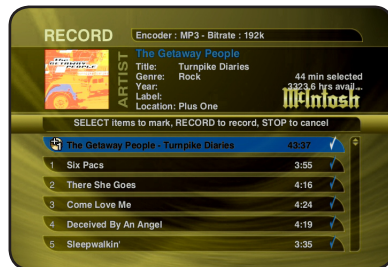 RECORD
Encoder : MP3 - Bitrate : 192k
the Getaway
PEOPLE
ARTIST
The Getaway People
Title: Turnpike Diaries
Genre: Rock
44 min selected
Year:
3323.6 hrs avail...
Label:
McIntosh
Location: Plus One
SELECT items to mark, RECORD to record, STOP to cancel
The Getaway People - Turnpike Diaries 43:37
1 Six Pacs 3:55
2 There She Goes 4:16
3 Come Love Me 4:24
4 Deceived By An Angel 4:19
5 Sleepwalkin' 3:35